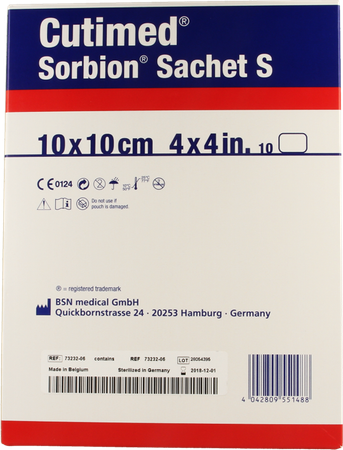 Cutimed®
Sorbion® Sachet S
10x10cm 4x4in. 10
CE 0124
Do not use if
pouch is damaged
® = registered trademark
BSN medical GmbH
Quickbornstrasse 24 · 20253 Hamburg · Germany
REF: 73232-06 contains REF 73232-06 LOT
Made in Belgium Sterilized in Germany 2018-12-01
4 042809 551488